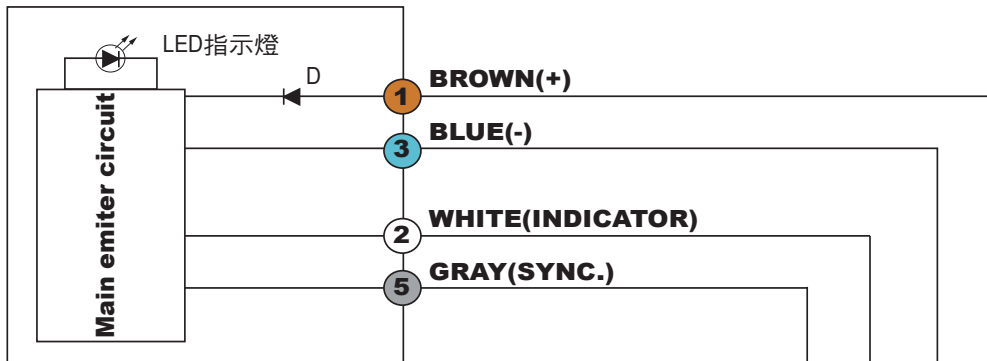 LED指示燈
D
BROWN(+)
1
BLUE(-)
3
Main emiter circuit
WHITE(INDICATOR)
2
GRAY(SYNC.)
5